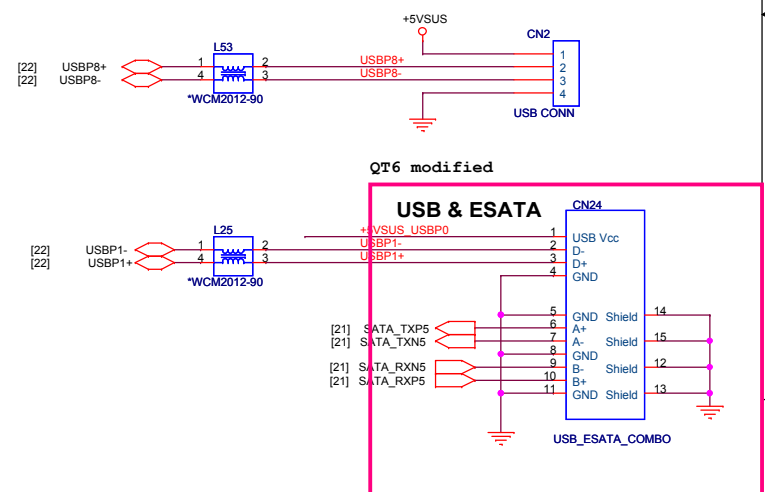 +5VSUS
L53
CN2
[22] USBP8+ 1 2 USBP8+ 1
[22] USBP8- 4 3 USBP8- 2
3
4
*WCM2012-90
USB CONN
QT6 modified
USB & ESATA
CN24
L25
+5VSUS_USBP0 1 USB Vcc
[22] USBP1- 1 2 USBP1- 2 D-
[22] USBP1+ 4 3 USBP1+ 3 D+
4 GND
*WCM2012-90
5 GND Shield 14
[21] SATA_TXP5 6 A+
[21] SATA_TXN5 7 A- Shield 15
8 GND
[21] SATA_RXN5 9 B- Shield 12
[21] SATA_RXP5 10 B+
11 GND Shield 13
USB_ESATA_COMBO